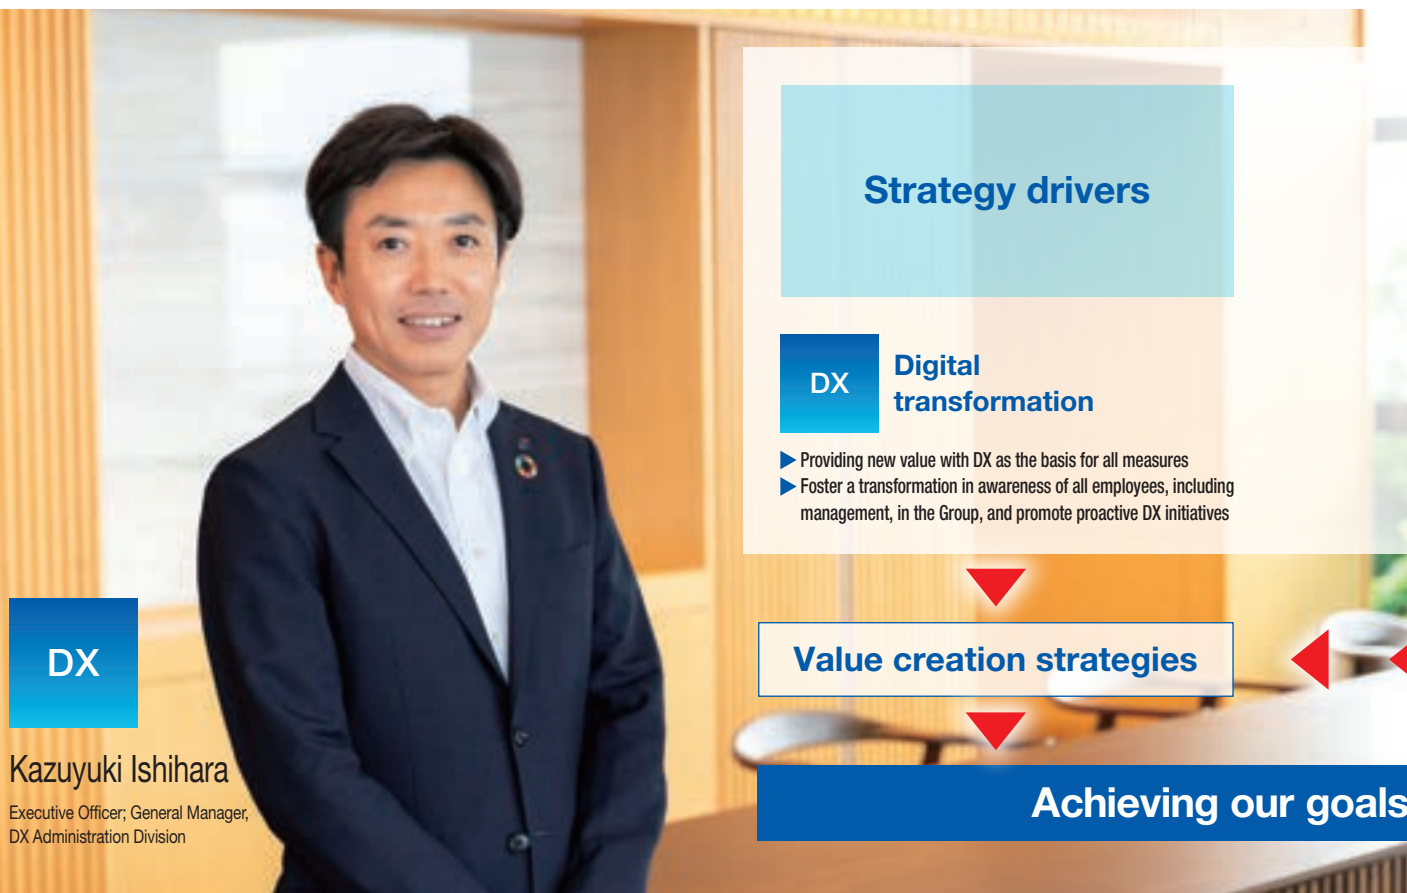 Strategy drivers
DX
Digital
transformation
▶ Providing new value with DX as the basis for all measures
▶ Foster a transformation in awareness of all employees, including
management, in the Group, and promote proactive DX initiatives
Value creation strategies
Achieving our goals
DX
Kazuyuki Ishihara
Executive Officer; General Manager,
DX Administration Division